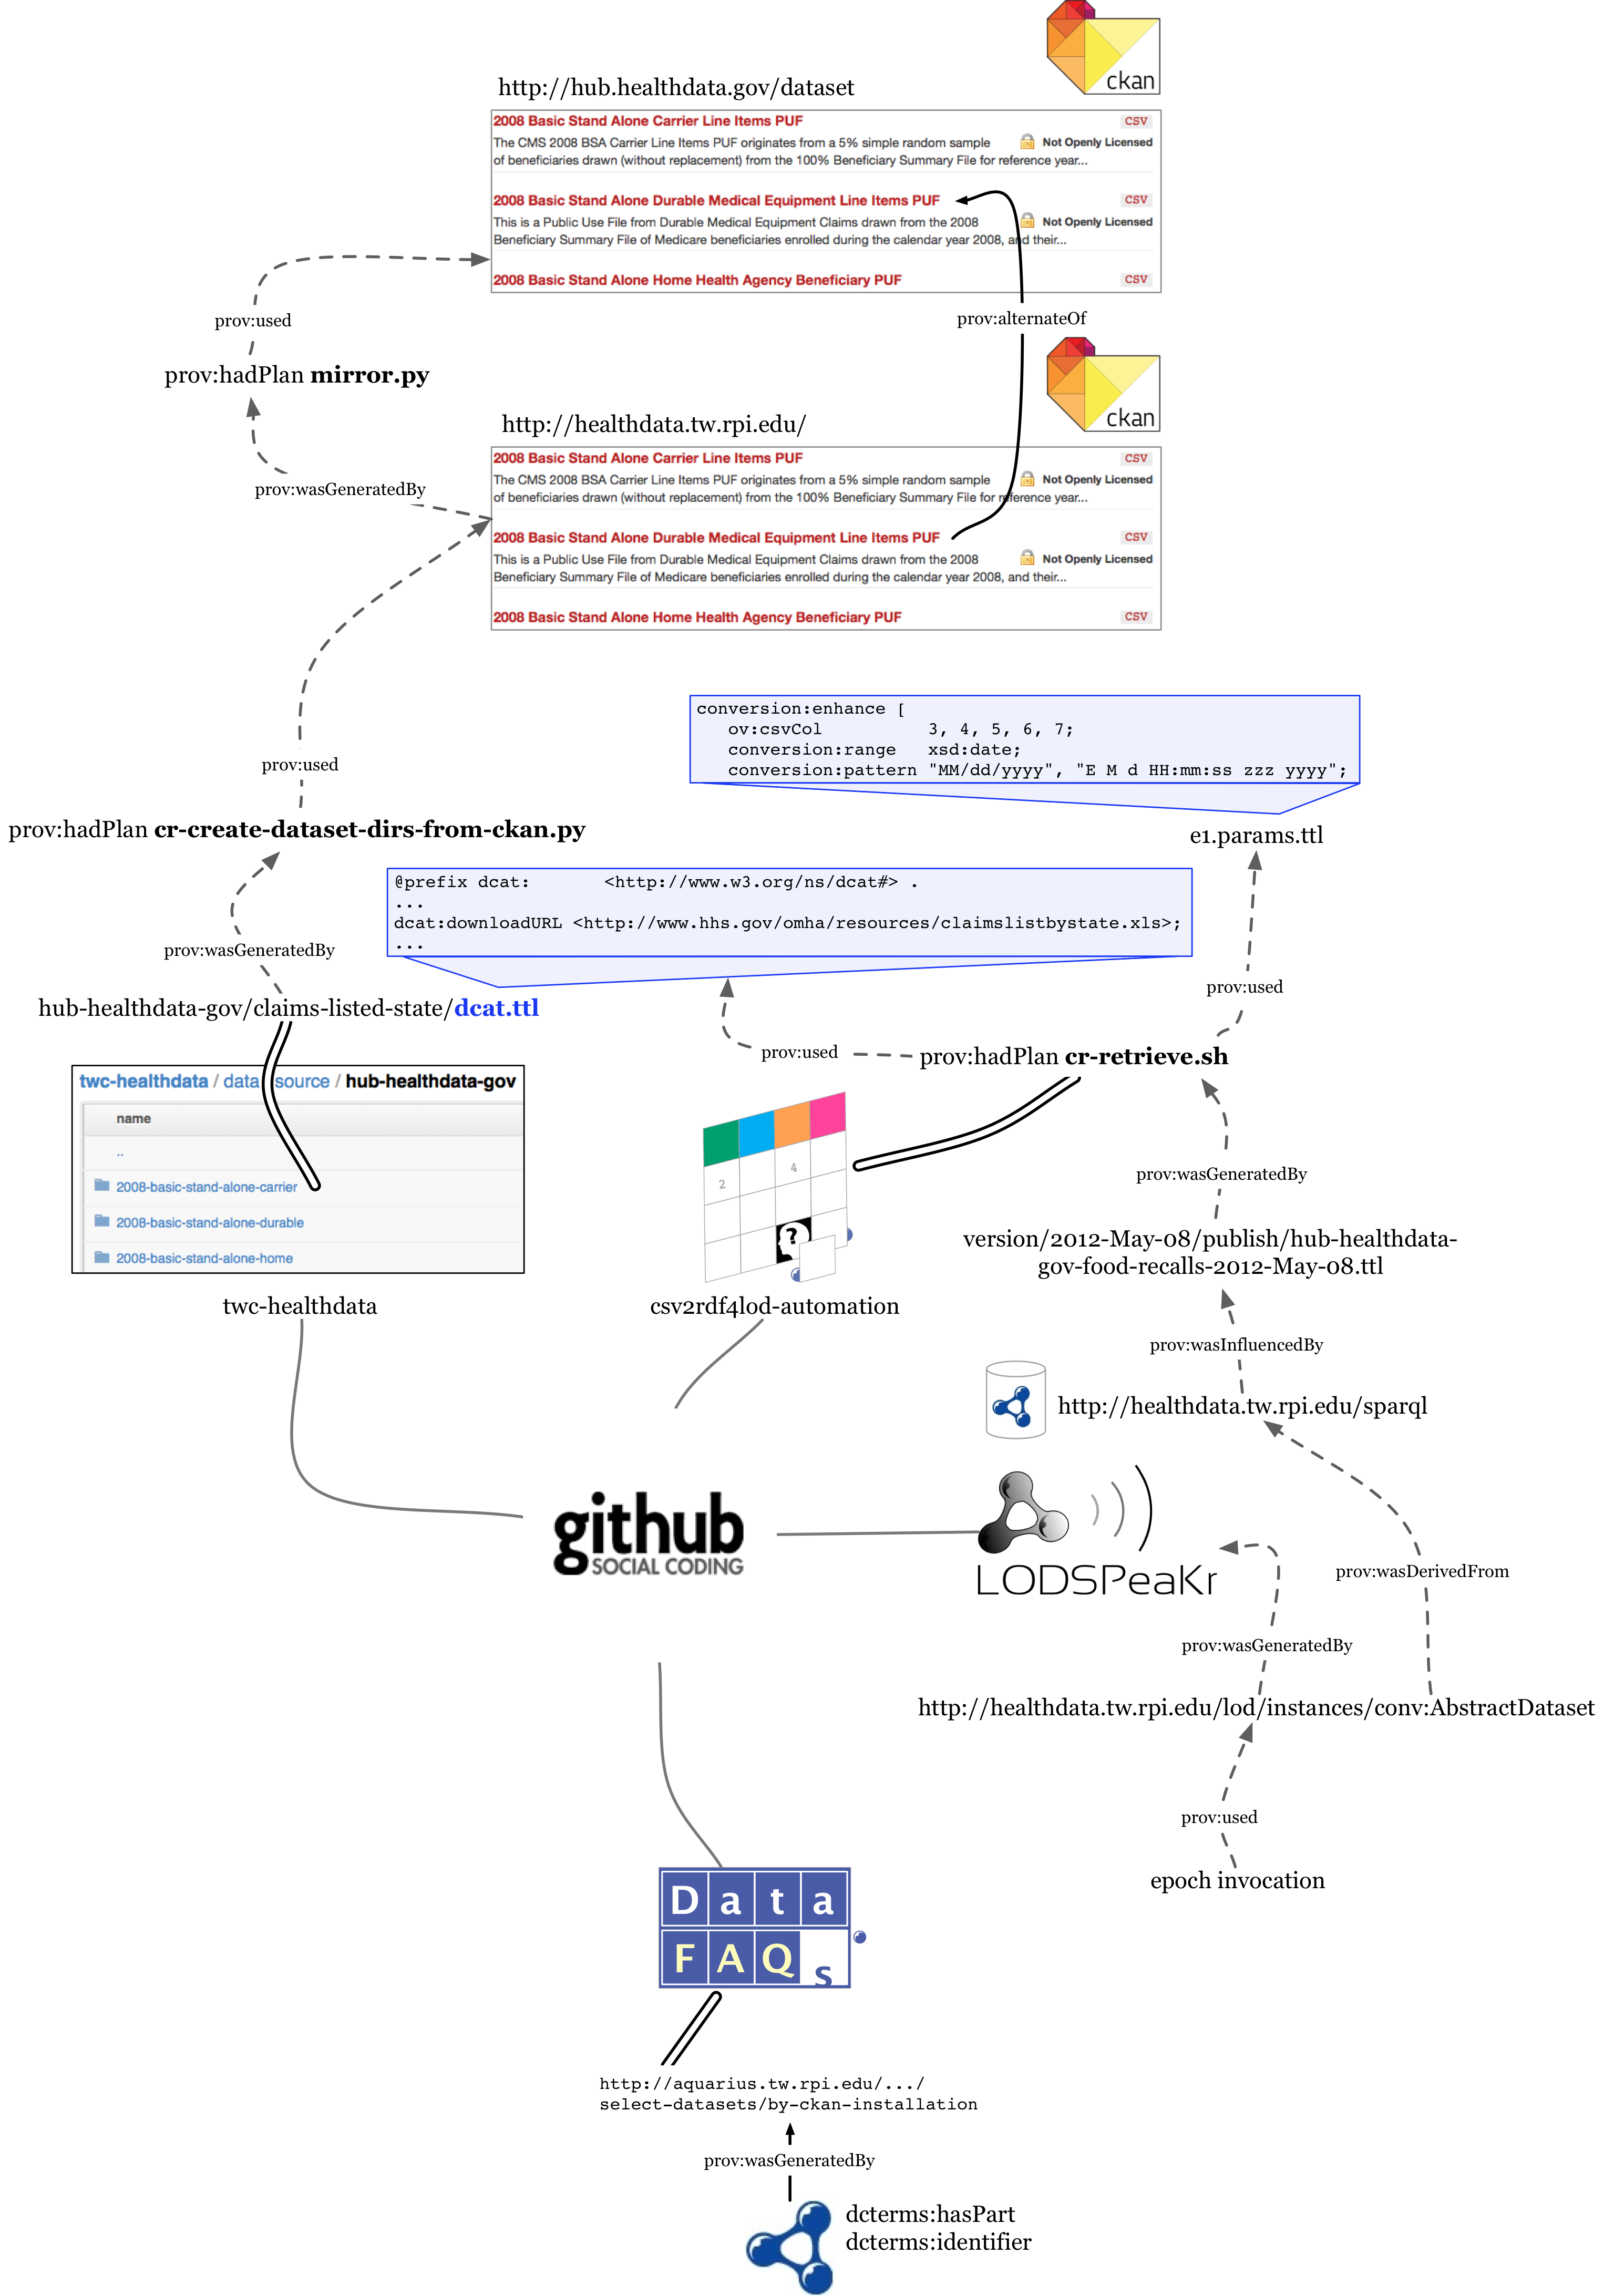 ckan
http://hub.healthdata.gov/dataset
2008 Basic Stand Alone Carrier Line Items PUF
CSV
The CMS 2008 BSA Carrier Line Items PUF originates from a 5% simple random sample
Not Openly Licensed
of beneficiaries drawn (without replacement) from the 100% Beneficiary Summary File for reference year...
2008 Basic Stand Alone Durable Medical Equipment Line Items PUF
CSV
This is a Public Use File from Durable Medical Equipment Claims drawn from the 2008
Not Openly Licensed
Beneficiary Summary File of Medicare beneficiaries enrolled during the calendar year 2008, and their...
2008 Basic Stand Alone Home Health Agency Beneficiary PUF
CSV
prov:used
prov:alternateOf
prov:hadPlan mirror.py
ckan
http://healthdata.tw.rpi.edu/
2008 Basic Stand Alone Carrier Line Items PUF
CSV
The CMS 2008 BSA Carrier Line Items PUF originates from a 5% simple random sample
Not Openly Licensed
of beneficiaries drawn (without replacement) from the 100% Beneficiary Summary File for reference year...
prov:wasGeneratedBy
2008 Basic Stand Alone Durable Medical Equipment Line Items PUF
CSV
This is a Public Use File from Durable Medical Equipment Claims drawn from the 2008
Not Openly Licensed
Beneficiary Summary File of Medicare beneficiaries enrolled during the calendar year 2008, and their...
2008 Basic Stand Alone Home Health Agency Beneficiary PUF
CSV
conversion:enhance [
ov:csvCol 3, 4, 5, 6, 7;
conversion:range xsd:date;
conversion:pattern "MM/dd/yyyy", "E M d HH:mm:ss zzz yyyy";
prov:used
prov:hadPlan cr-create-dataset-dirs-from-ckan.py
e1.params.ttl
@prefix dcat: <http://www.w3.org/ns/dcat#> .
...
dcat:downloadURL <http://www.hhs.gov/omha/resources/claimslistbystate.xls>;
...
prov:wasGeneratedBy
prov:used
hub-healthdata-gov/claims-listed-state/dcat.ttl
prov:used
prov:hadPlan cr-retrieve.sh
twc-healthdata / data source / hub-healthdata-gov
name
..
2008-basic-stand-alone-carrier
2008-basic-stand-alone-durable
2008-basic-stand-alone-home
4
2
?
prov:wasGeneratedBy
version/2012-May-08/publish/hub-healthdata-
gov-food-recalls-2012-May-08.ttl
twc-healthdata
csv2rdf4lod-automation
prov:wasInfluencedBy
http://healthdata.tw.rpi.edu/sparql
github
SOCIAL CODING
LODSPeaKr
prov:wasDerivedFrom
prov:wasGeneratedBy
http://healthdata.tw.rpi.edu/lod/instances/conv:AbstractDataset
prov:used
epoch invocation
Data
FAQs
http://aquarius.tw.rpi.edu/.../
select-datasets/by-ckan-installation
prov:wasGeneratedBy
dcterms:hasPart
dcterms:identifier